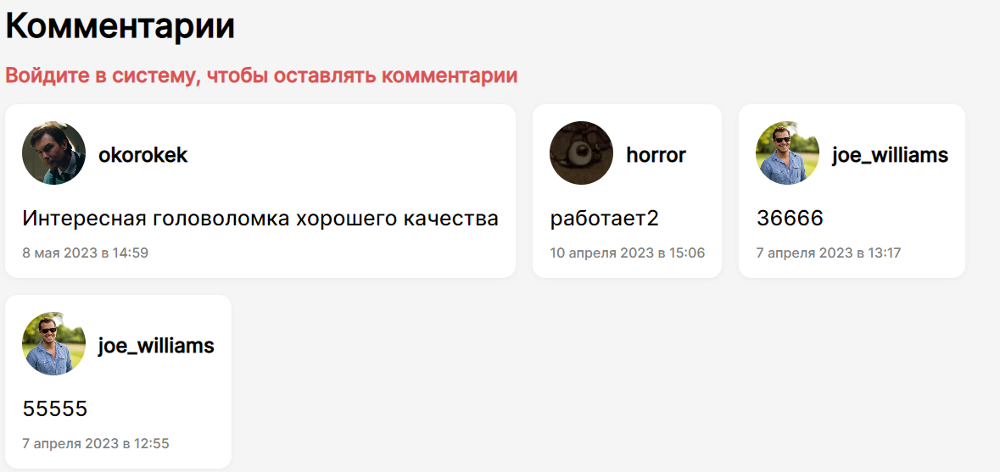 Комментарии
Войдите в систему, чтобы оставлять комментарии
okorokek
Интересная головоломка хорошего качества
8 мая 2023 в 14:59
horror
работает2
10 апреля 2023 в 15:06
joe_williams
36666
7 апреля 2023 в 13:17
joe_williams
55555
7 апреля 2023 в 12:55